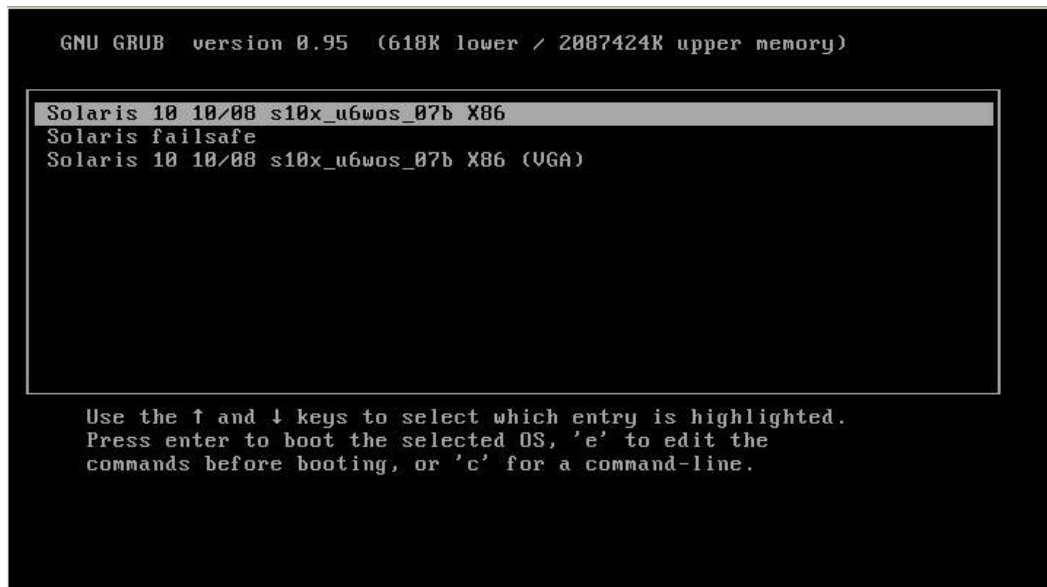 GNU GRUB  version 0.95  (618K lower / 2087424K upper memory)
Solaris 10 10/08 s10x_u6wos_07b X86
Solaris failsafe
Solaris 10 10/08 s10x_u6wos_07b X86 (VGA)
Use the ↑ and ↓ keys to select which entry is highlighted.
Press enter to boot the selected OS, 'e' to edit the
commands before booting, or 'c' for a command-line.